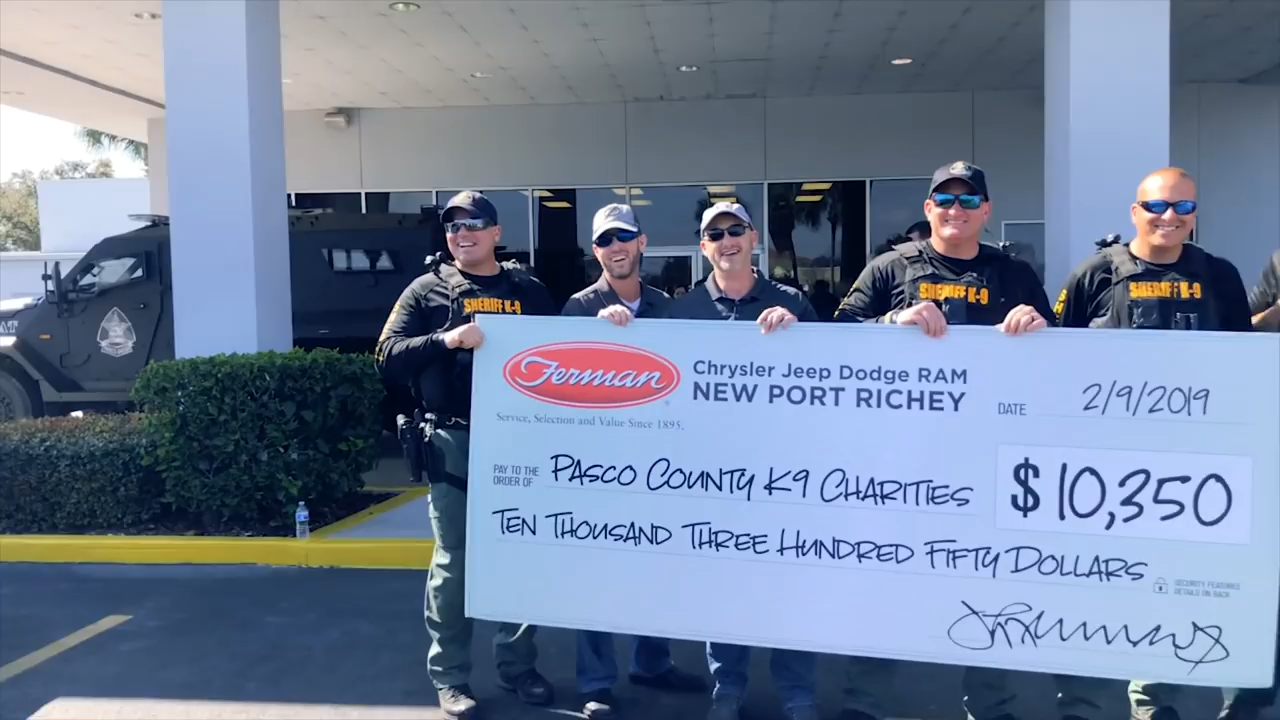 SHERIFF K-9
SHERIFF K-9
SHERIFF K-9
Ferman
Chrysler Jeep Dodge RAM
NEW PORT RICHEY
Service, Selection and Value Since 1895.
DATE 2/9/2019
PAY TO THE
ORDER OF
PASCO COUNTY K9 CHARITIES
$10,350
TEN THOUSAND THREE HUNDRED FIFTY DOLLARS
SECURITY FEATURES
DETAILS ON BACK